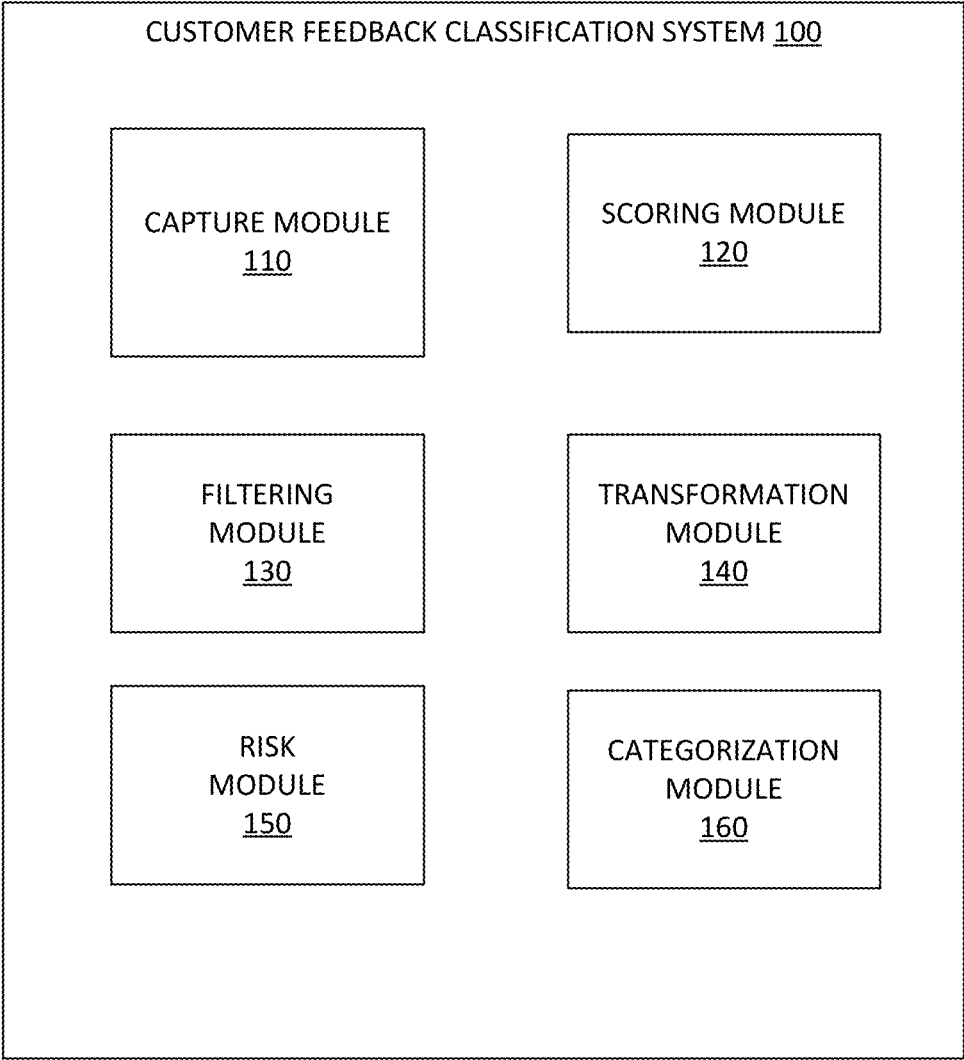 CUSTOMER FEEDBACK CLASSIFICATION SYSTEM 100
CAPTURE MODULE
110
SCORING MODULE
120
FILTERING
MODULE
130
TRANSFORMATION
MODULE
140
RISK
MODULE
150
CATEGORIZATION
MODULE
160